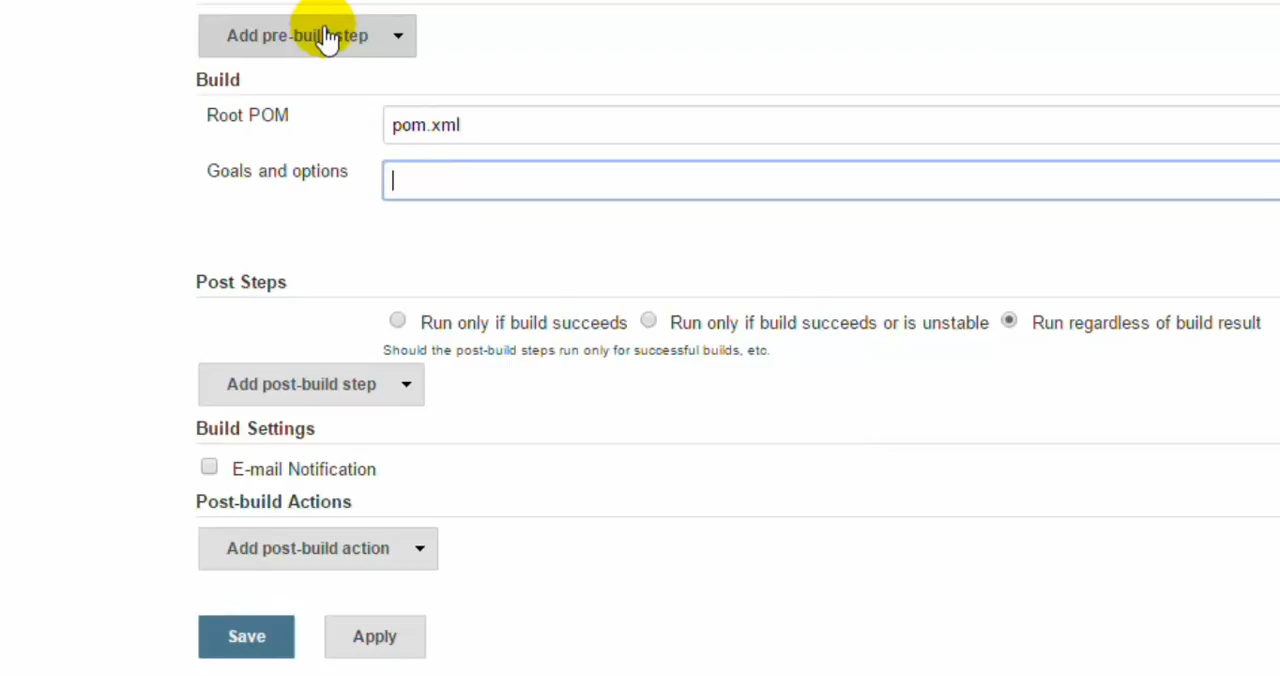 Add pre-build step
Build
Root POM
pom.xml
Goals and options
Post Steps
Run only if build succeeds Run only if build succeeds or is unstable Run regardless of build result
Should the post-build steps run only for successful builds, etc.
Add post-build step
Build Settings
E-mail Notification
Post-build Actions
Add post-build action
Save Apply